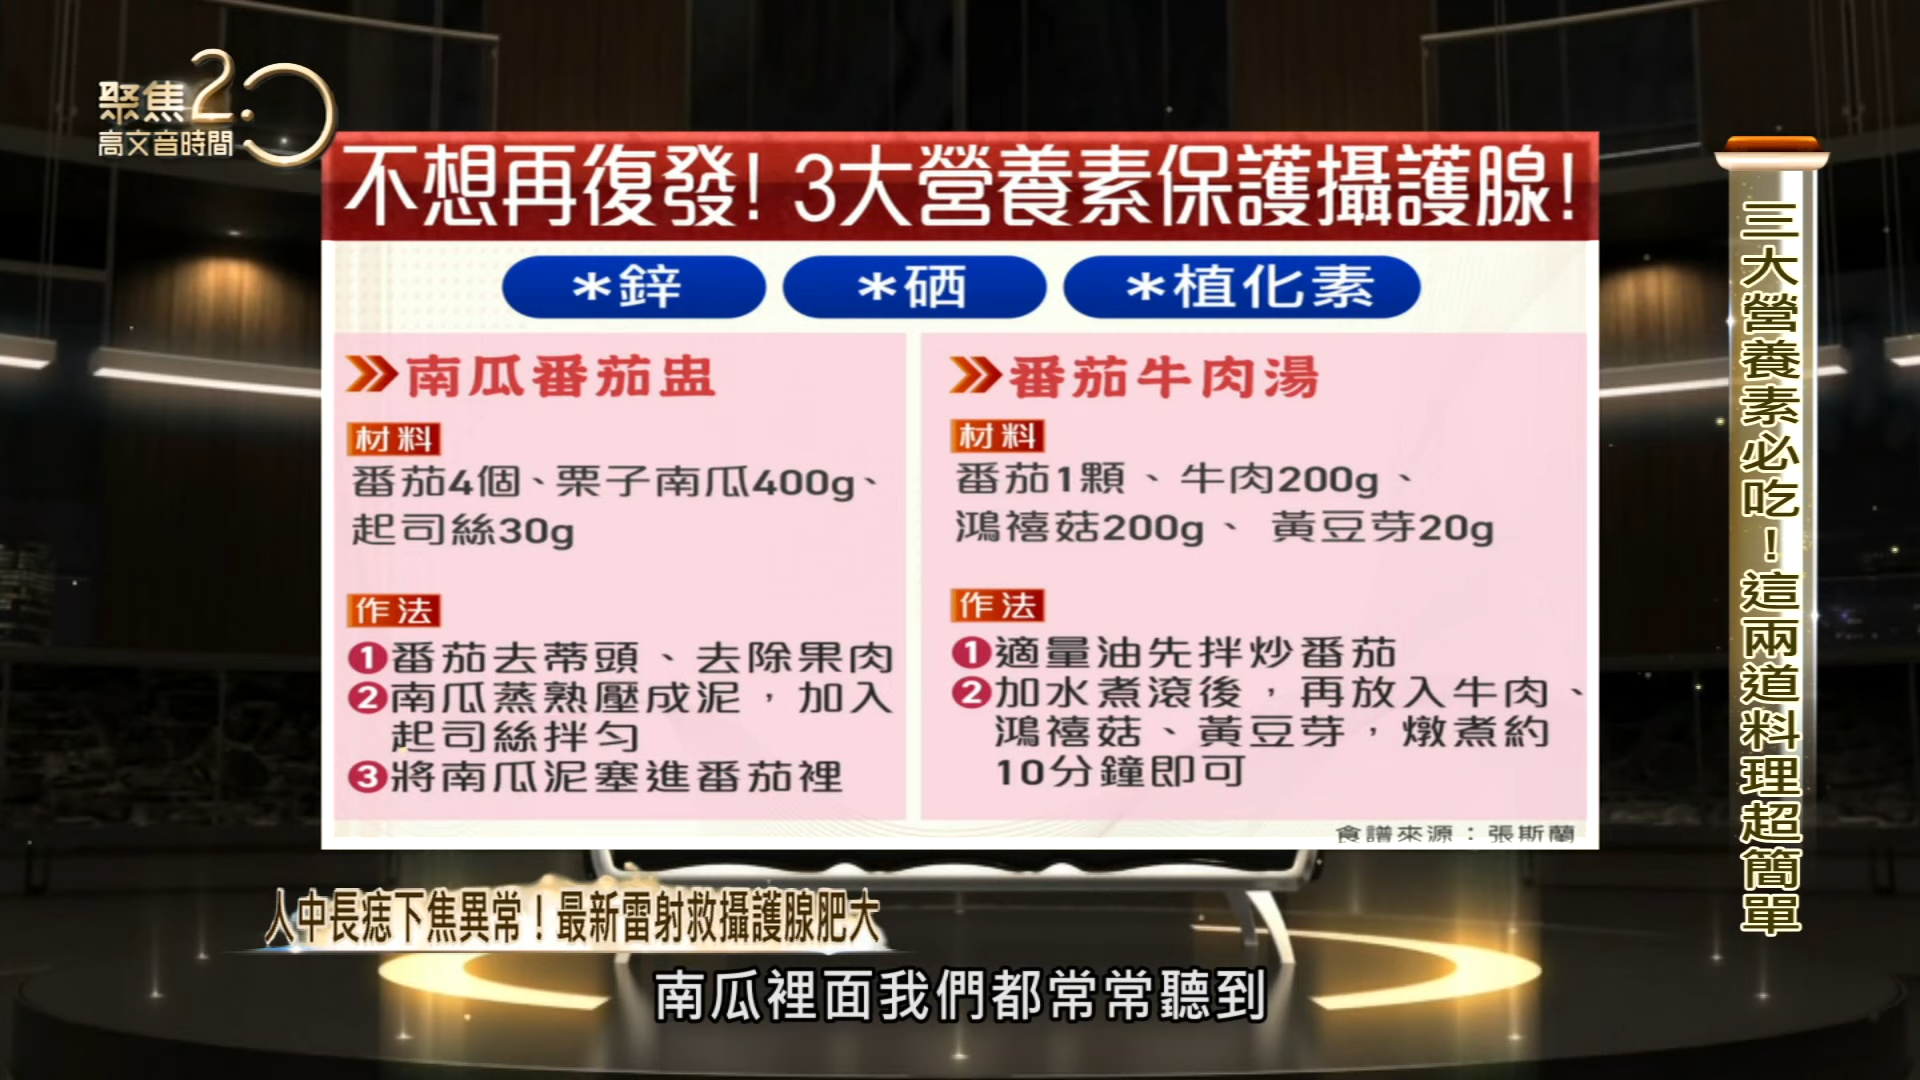 聚焦2.0
高文音時間
不想再復發!3大營養素保護攝護腺!
*鋅 *硒 *植化素
南瓜番茄盅
材料
番茄4個、栗子南瓜400g、
起司絲30g
作法
1番茄去蒂頭、去除果肉
2南瓜蒸熟壓成泥,加入
起司絲拌勻
3將南瓜泥塞進番茄裡
番茄牛肉湯
材料
番茄1顆、牛肉200g、
鴻禧菇200g、黃豆芽20g
作法
1適量油先拌炒番茄
2加水煮滾後,再放入牛肉、
鴻禧菇、黃豆芽,燉煮約
10分鐘即可
食譜來源:張斯蘭
三大營養素必吃!這兩道料理超簡單
人中長痣下焦異常!最新雷射救攝護腺肥大
南瓜裡面我們都常常聽到